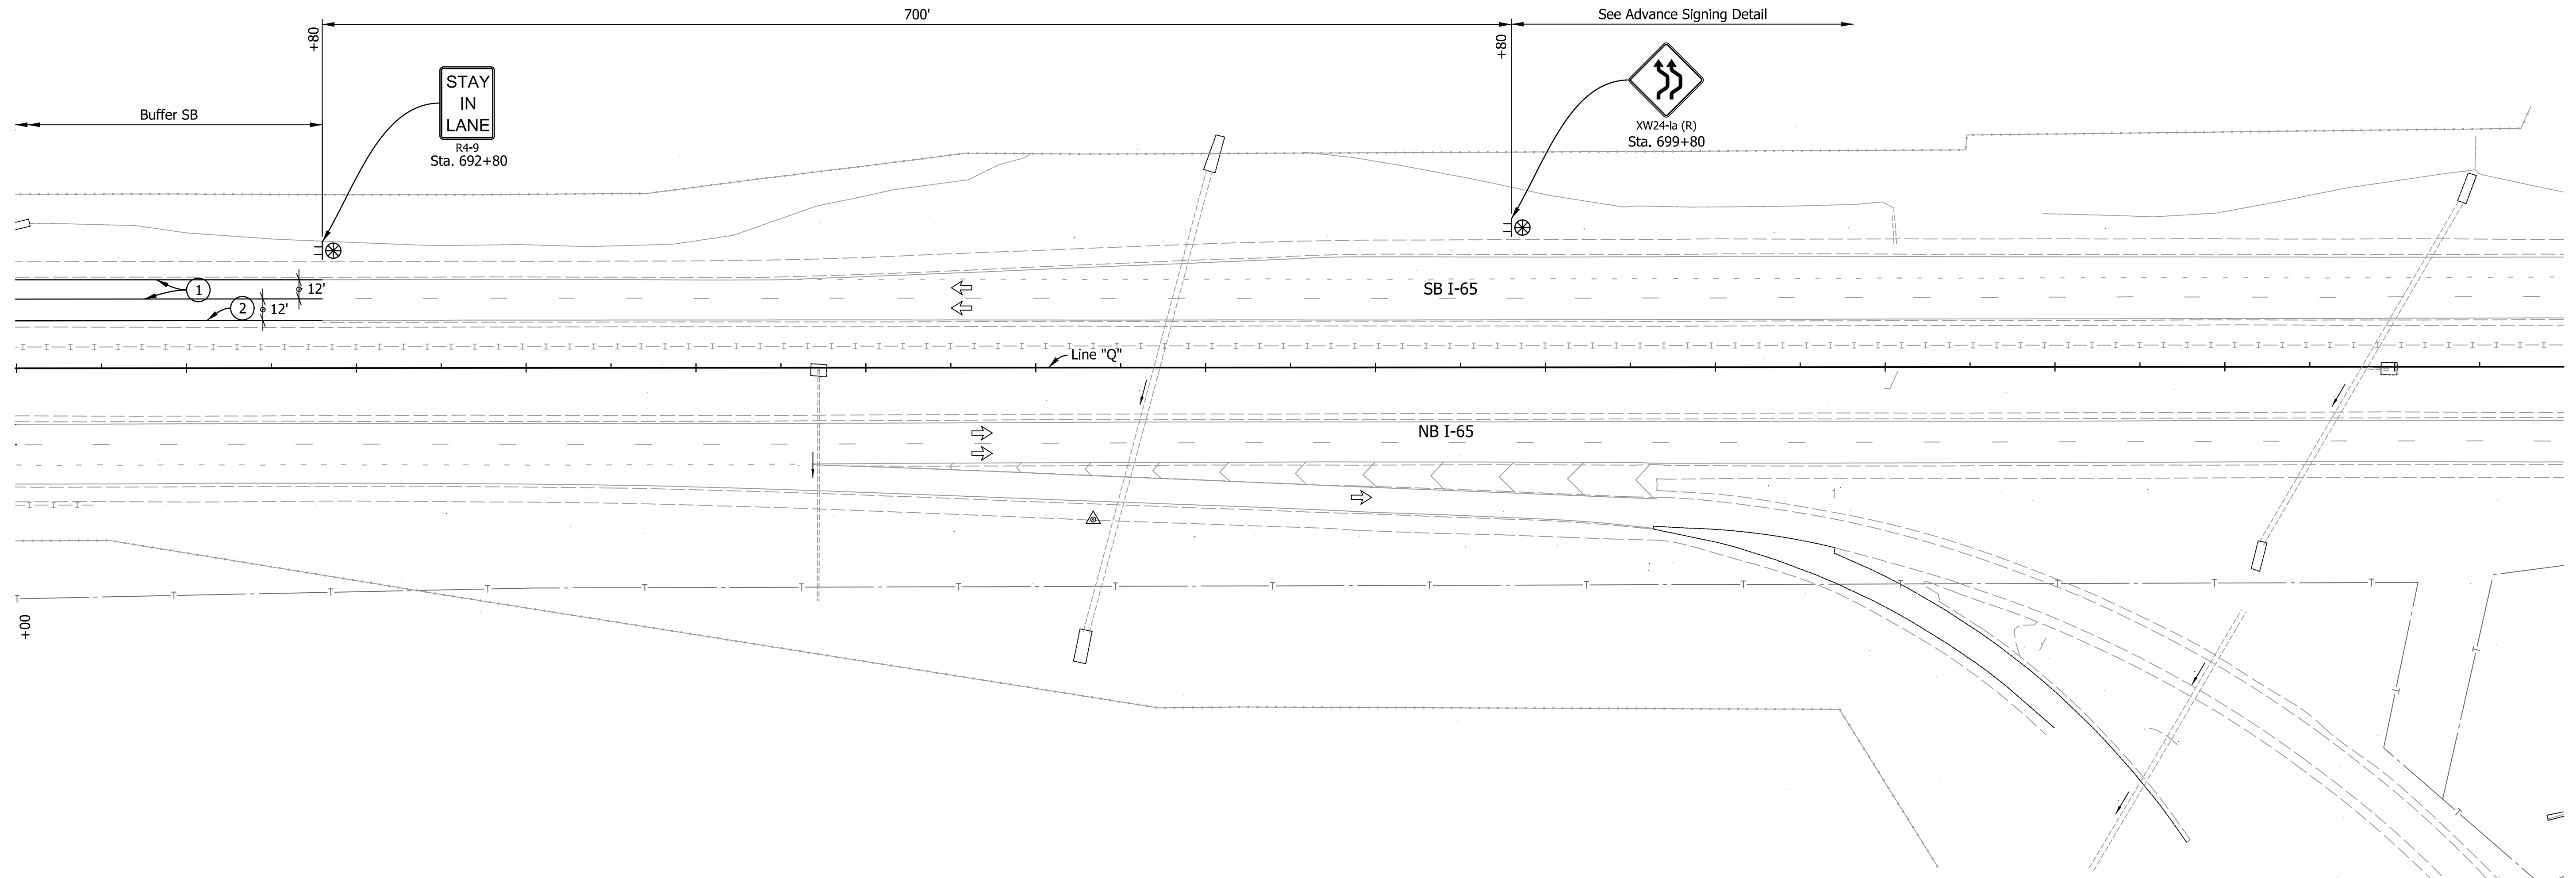 700'
See Advance Signing Detail
+80
+80
STAY
IN
LANE
R4-9
Sta. 692+80
XW24-1a (R)
Sta. 699+80
Buffer SB
1
12'
2
12'
SB I-65
Line "Q"
NB I-65
+00
T T T T T T T T T T T T T T T T